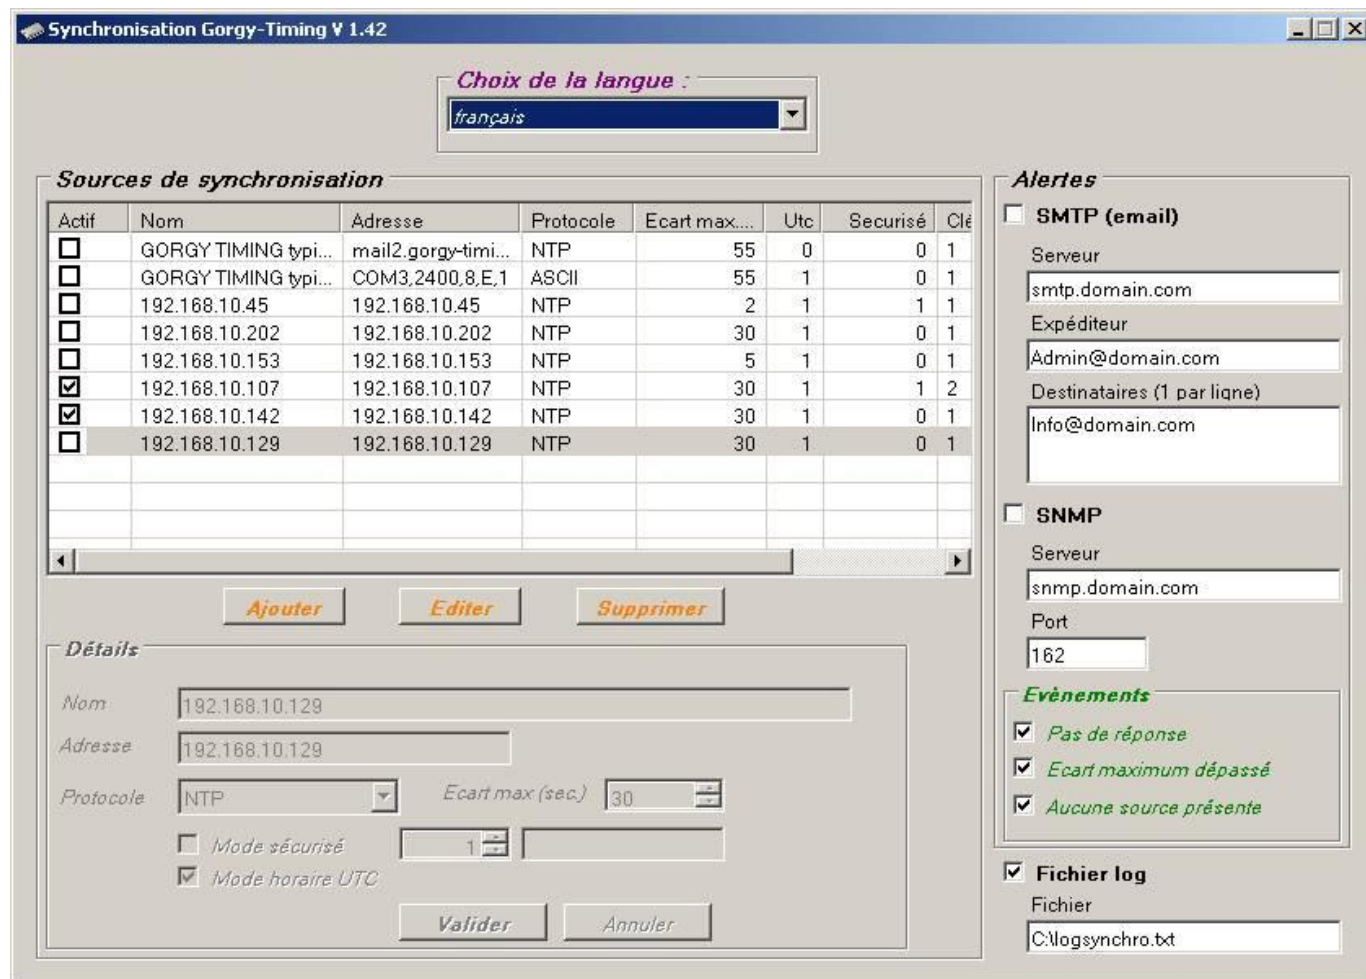 Synchronisation Gorgy-Timing V 1.42
Choix de la langue :
français
Sources de synchronisation
Actif Nom Adresse Protocole Ecart max.... Utc Securisé Clé
GORGY TIMING typi... mail2.gorgy-timi... NTP 55 0 0 1
GORGY TIMING typi... COM3,2400,8,E,1 ASCII 55 1 0 1
192.168.10.45 192.168.10.45 NTP 2 1 1 1
192.168.10.202 192.168.10.202 NTP 30 1 0 1
192.168.10.153 192.168.10.153 NTP 5 1 0 1
192.168.10.107 192.168.10.107 NTP 30 1 1 2
192.168.10.142 192.168.10.142 NTP 30 1 0 1
192.168.10.129 192.168.10.129 NTP 30 1 0 1
Ajouter Editer Supprimer
Détails
Nom 192.168.10.129
Adresse 192.168.10.129
Protocole NTP Ecart max (sec.) 30
Mode sécurisé 1
Mode horaire UTC
Valider Annuler
Alertes
SMTP (email)
Serveur
smtp.domain.com
Expéditeur
Admin@domain.com
Destinataires (1 par ligne)
Info@domain.com
SNMP
Serveur
snmp.domain.com
Port
162
Evènements
Pas de réponse
Ecart maximum dépassé
Aucune source présente
Fichier log
Fichier
C:\logsynchro.txt